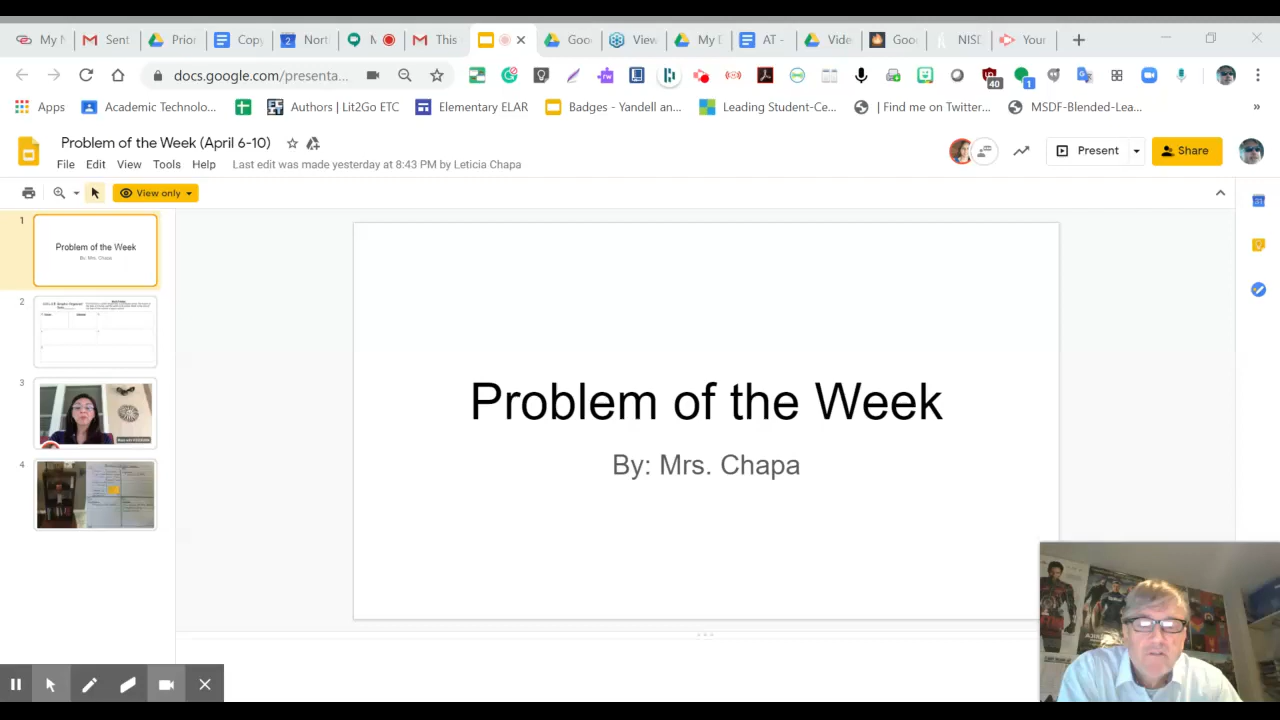 My N
Sent
Prior
Copy
Nort
M
This
Goo
View
My D
AT -
Vide
Goo
NISD
Your
docs.google.com/presenta...
40
1
Apps
Academic Technolo...
Authors | Lit2Go ETC
Elementary ELAR
Badges - Yandell an...
Leading Student-Ce...
| Find me on Twitter...
MSDF-Blended-Lea...
»
Problem of the Week (April 6-10)
File Edit View Tools Help
Last edit was made yesterday at 8:43 PM by Leticia Chapa
Present
Share
View only
1
Problem of the Week
By: Mrs. Chapa
2
3
4
Problem of the Week
By: Mrs. Chapa